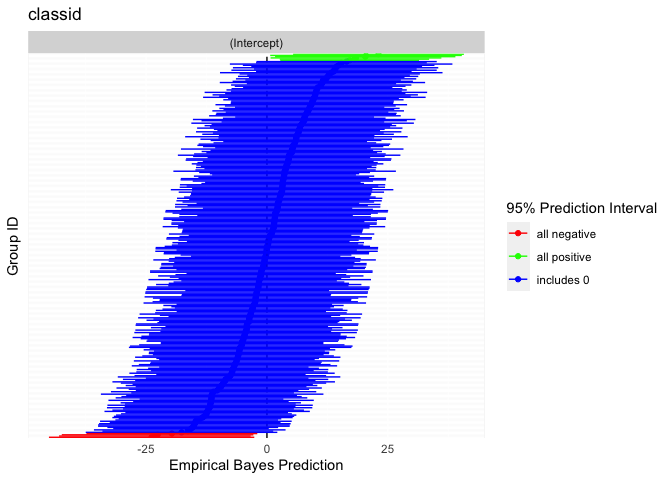 classid
(Intercept)
Group ID
-25
0
25
Empirical Bayes Prediction
95% Prediction Interval
all negative
all positive
includes 0